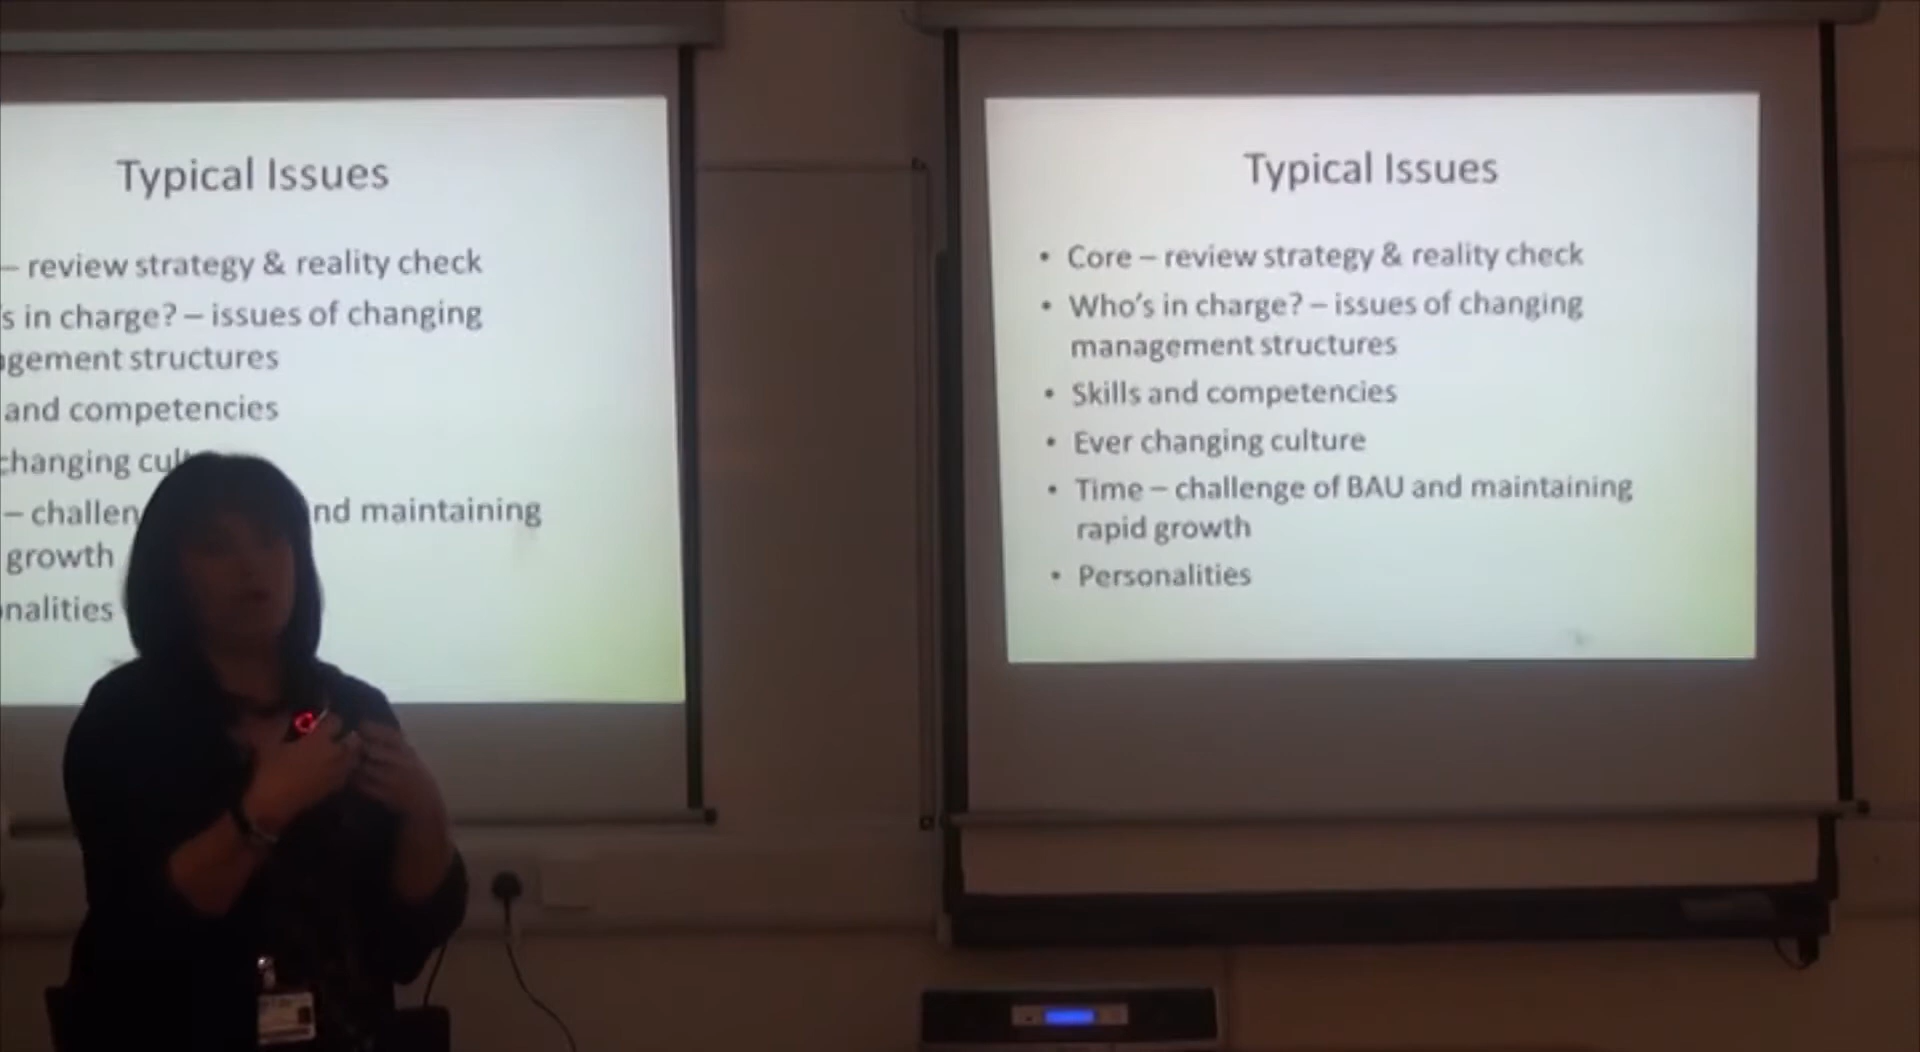 Typical Issues
– review strategy & reality check
's in charge? – issues of changing
gement structures
and competencies
changing cult
– challen nd maintaining
growth
nalities
Typical Issues
• Core – review strategy & reality check
• Who's in charge? – issues of changing
management structures
• Skills and competencies
• Ever changing culture
• Time – challenge of BAU and maintaining
rapid growth
• Personalities